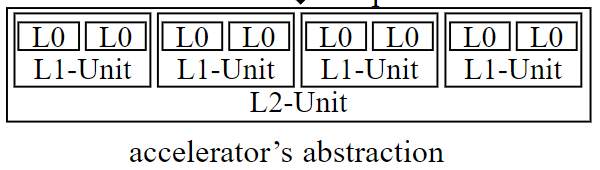 L0 L0 L0 L0 L0 L0 L0 L0
L1-Unit L1-Unit L1-Unit L1-Unit
L2-Unit
accelerator's abstraction